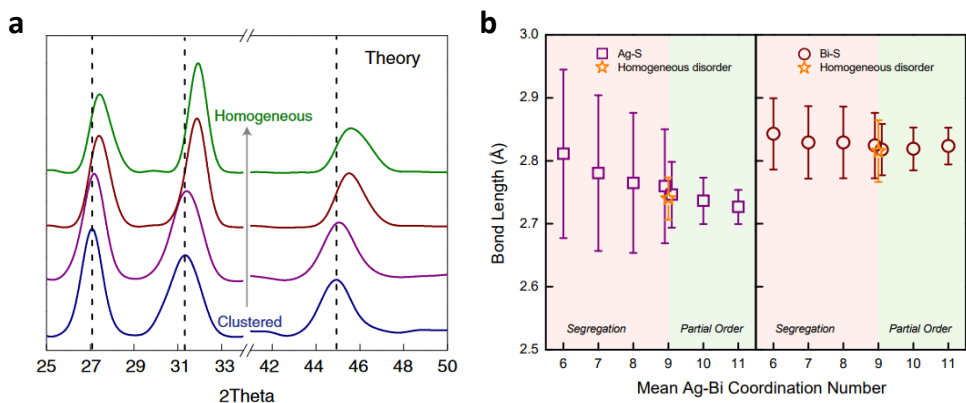 a
Theory
Homogeneous
Clustered
25 27 29 31 33 42 44 46 48 50
2Theta
b
3.0
2.9
2.8
2.7
2.6
2.5
Bond Length (Å)
Ag-S
Homogeneous disorder
Bi-S
Homogeneous disorder
Segregation
Partial Order
Segregation
Partial Order
6 7 8 9 10 11 6 7 8 9 10 11
Mean Ag-Bi Coordination Number